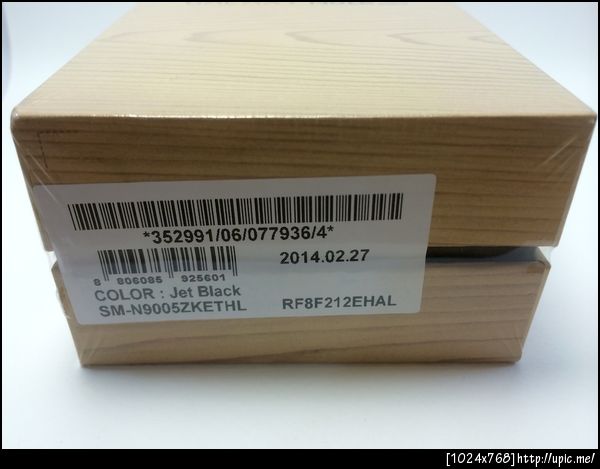 *352991/06/077936/4*
2014.02.27
8 806085 925601
COLOR : Jet Black
SM-N9005ZKETHL
RF8F212EHAL
[1024x768]http://upic.me/